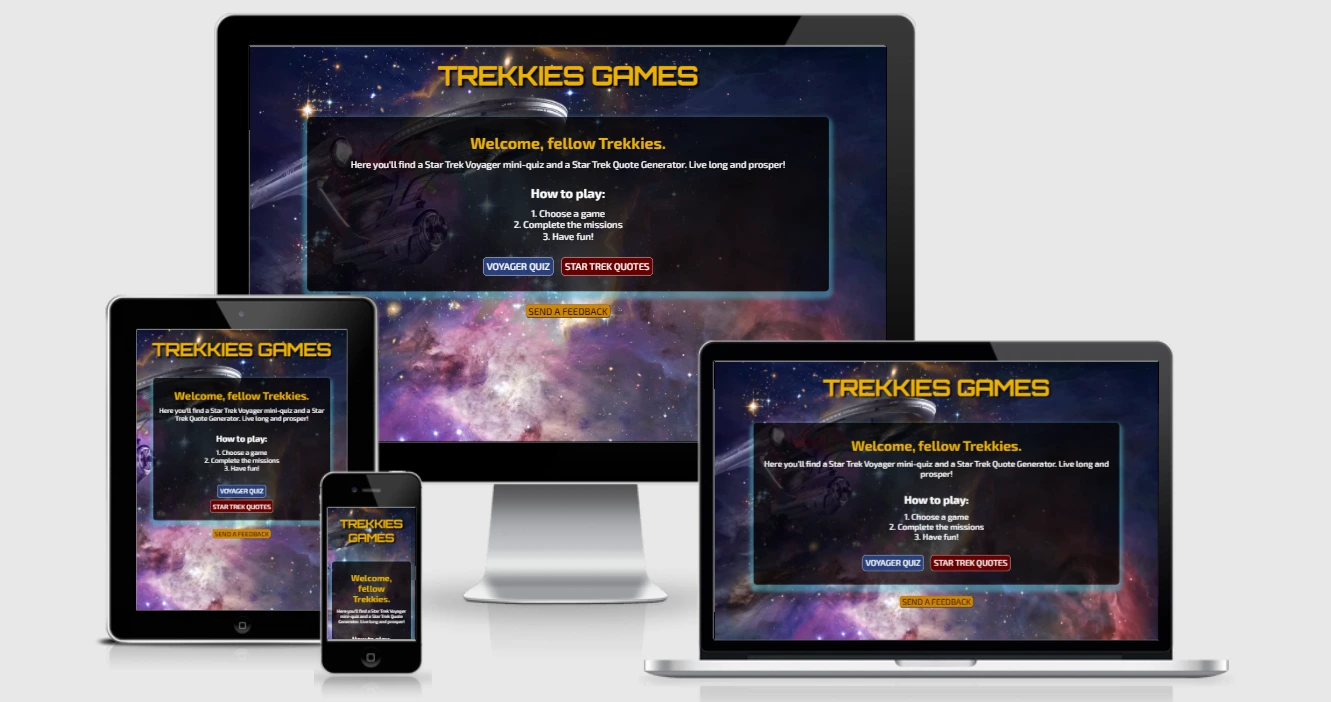 TREKKIES GAMES
Welcome, fellow Trekkies.
Here you'll find a Star Trek Voyager mini-quiz and a Star Trek Quote Generator. Live long and prosper!
How to play:
1. Choose a game
2. Complete the missions
3. Have fun!
VOYAGER QUIZ STAR TREK QUOTES
SEND A FEEDBACK
TREKKIES GAMES
Welcome, fellow Trekkies.
Here you'll find a Star Trek Voyager mini-quiz and a Star
Trek Quote Generator. Live long and prosper!
How to play:
1. Choose a game
2. Complete the missions
3. Have fun!
VOYAGER QUIZ
STAR TREK QUOTES
SEND A FEEDBACK
TREKKIES
GAMES
Welcome,
fellow
Trekkies.
Here you'll find a Star Trek Voyager
mini-quiz and a Star Trek Quote
Generator. Live long and prosper!
How to play:
TREKKIES GAMES
Welcome, fellow Trekkies.
Here you'll find a Star Trek Voyager mini-quiz and a Star Trek Quote Generator. Live long and
prosper!
How to play:
1. Choose a game
2. Complete the missions
3. Have fun!
VOYAGER QUIZ STAR TREK QUOTES
SEND A FEEDBACK